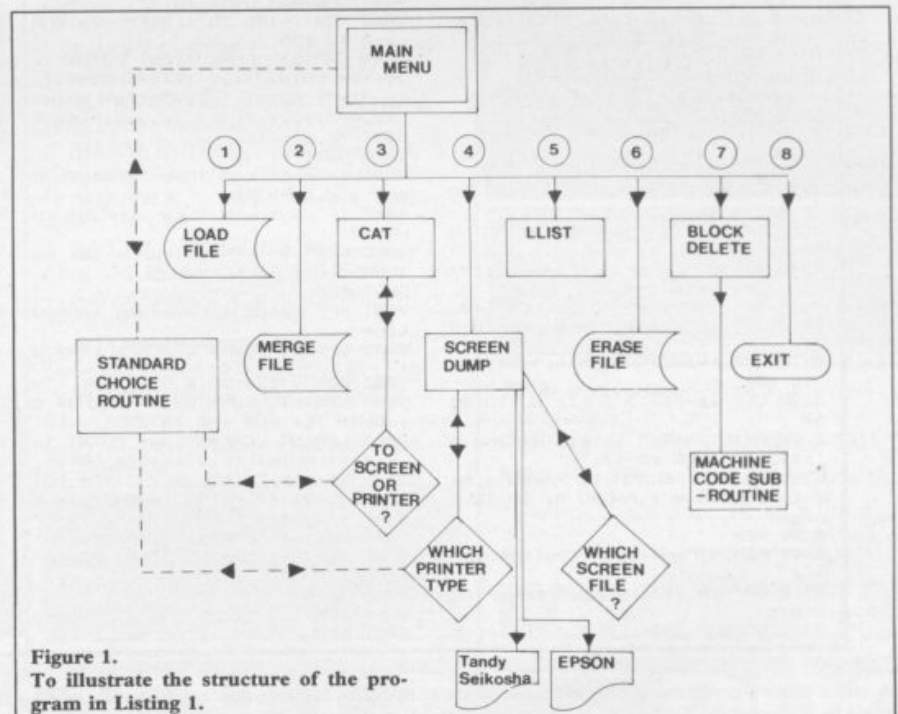 MAIN
MENU
1 2 3 4 5 6 7 8
LOAD
FILE
CAT
LLIST
BLOCK
DELETE
STANDARD
CHOICE
ROUTINE
MERGE
FILE
SCREEN
DUMP
ERASE
FILE
EXIT
TO
SCREEN
OR
PRINTER
?
MACHINE
CODE SUB
-ROUTINE
WHICH
PRINTER
TYPE
WHICH
SCREEN
FILE
?
Tandy
Seikosha
EPSON
Figure 1.
To illustrate the structure of the pro-
gram in Listing 1.